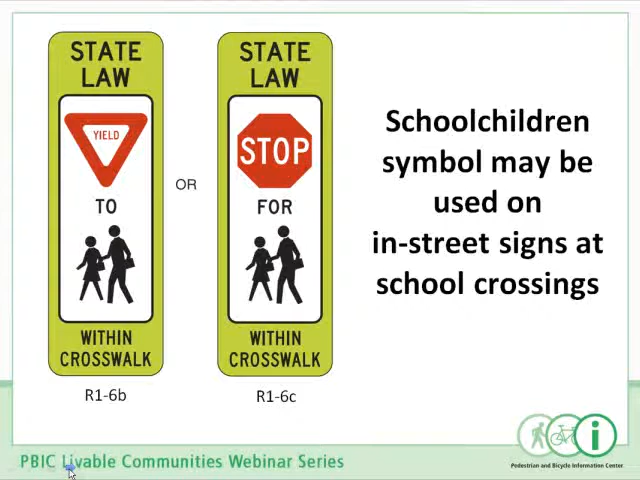 STATE
LAW
YIELD
TO
WITHIN
CROSSWALK
R1-6b
OR
STATE
LAW
STOP
FOR
WITHIN
CROSSWALK
R1-6c
Schoolchildren
symbol may be
used on
in-street signs at
school crossings
PBIC Livable Communities Webinar Series
i
Pedestrian and Bicycle Information Center